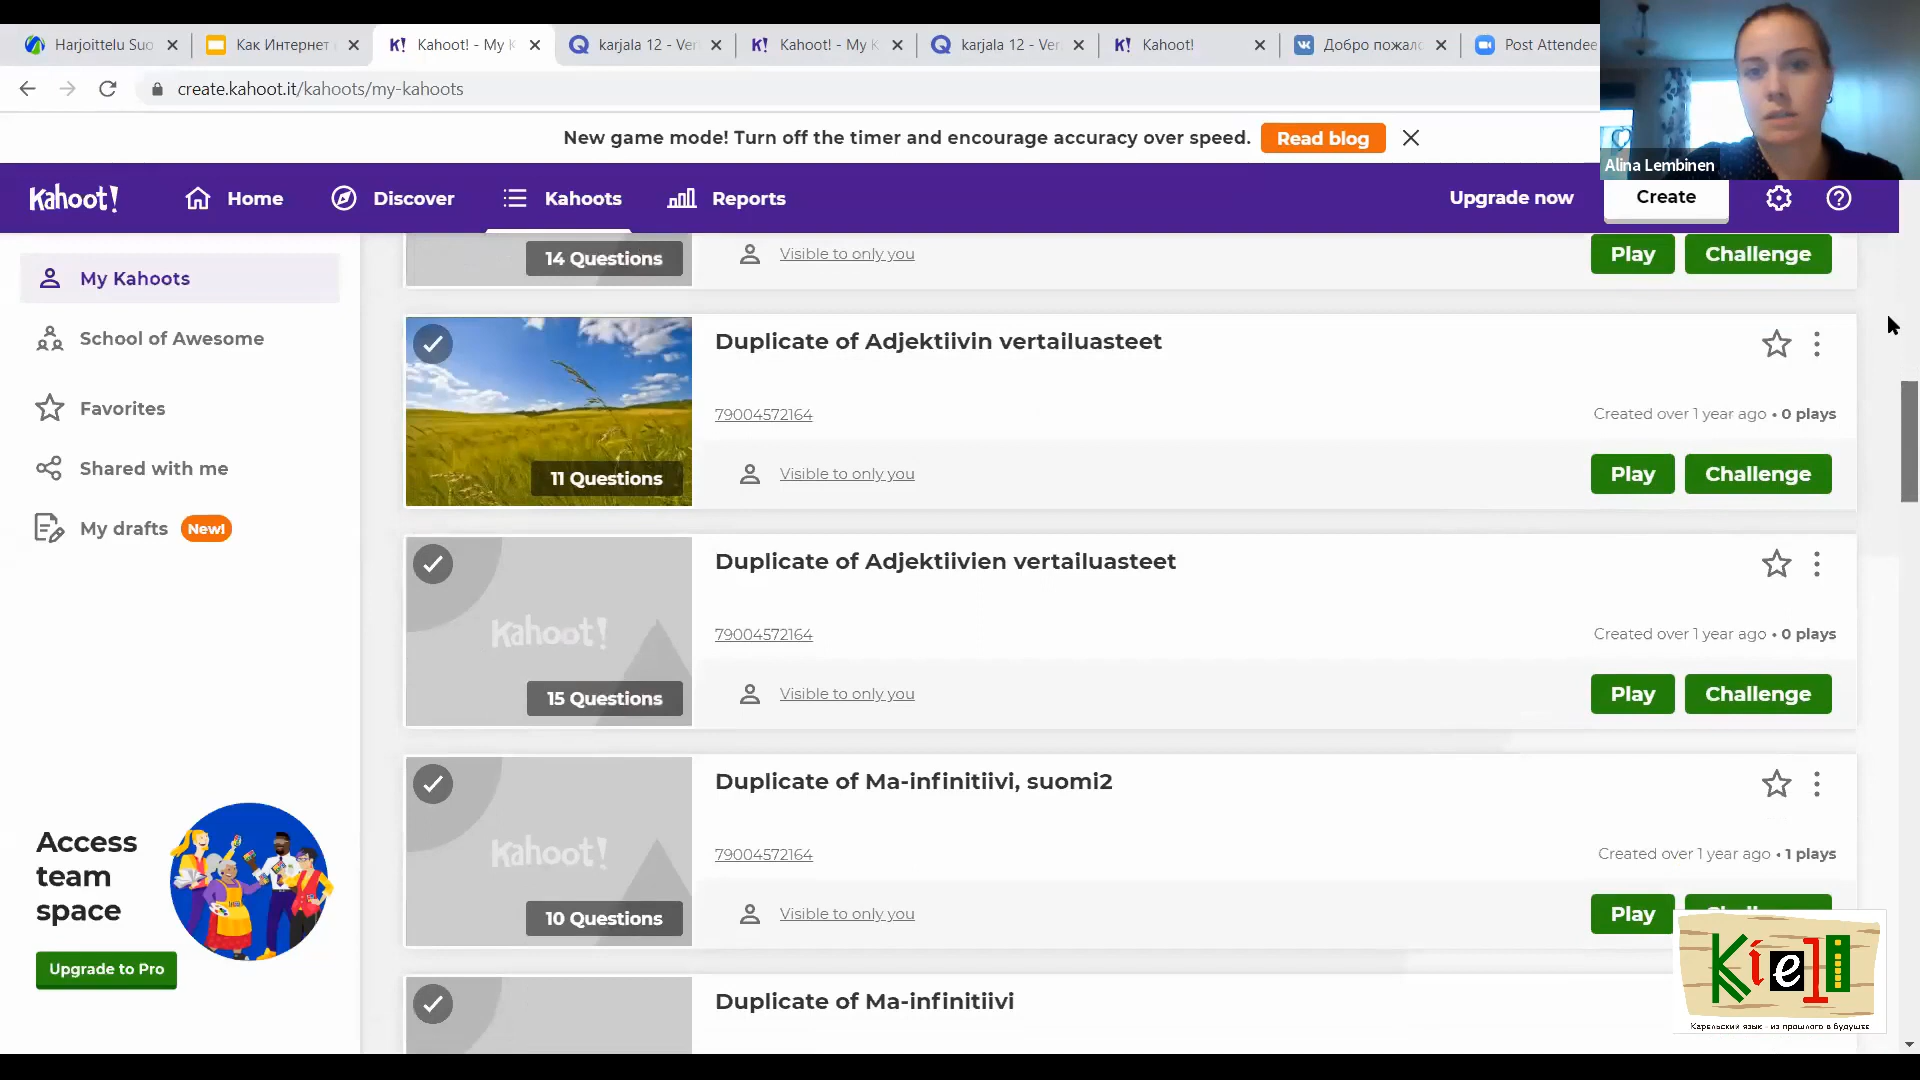 Harjoittelu Suo
Как Интернет
Kahoot! - My K
karjala 12 - Ver
Kahoot! - My K
karjala 12 - Ver
Kahoot!
Добро пожало
Post Attendee
create.kahoot.it/kahoots/my-kahoots
New game mode! Turn off the timer and encourage accuracy over speed.
Read blog
Alina Lembinen
Kahoot!
Home
Discover
Kahoots
Reports
Upgrade now
Create
My Kahoots
School of Awesome
Favorites
Shared with me
My drafts New!
Access
team
space
Upgrade to Pro
14 Questions
Visible to only you
Play
Challenge
Duplicate of Adjektiivin vertailuasteet
79004572164
Created over 1 year ago • 0 plays
11 Questions
Visible to only you
Play
Challenge
Duplicate of Adjektiivien vertailuasteet
Kahoot!
79004572164
Created over 1 year ago • 0 plays
15 Questions
Visible to only you
Play
Challenge
Duplicate of Ma-infinitiivi, suomi2
Kahoot!
79004572164
Created over 1 year ago • 1 plays
10 Questions
Visible to only you
Play
Duplicate of Ma-infinitiivi
Kieli
Карельский язык - из прошлого в будущее